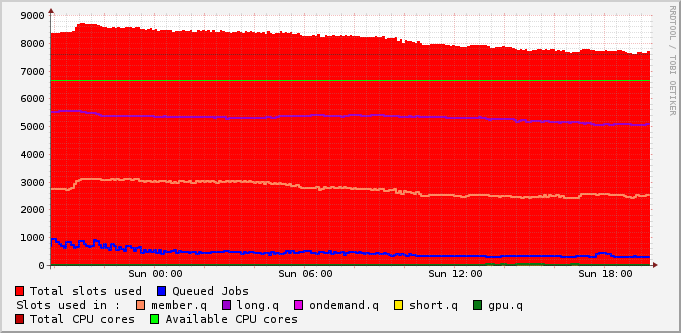 9000
8000
7000
6000
5000
4000
3000
2000
1000
0
Sun 00:00 Sun 06:00 Sun 12:00 Sun 18:00
RRDTOOL / TOBI OETIKER
Total slots used Queued Jobs
Slots used in : member.q long.q ondemand.q short.q gpu.q
Total CPU cores Available CPU cores